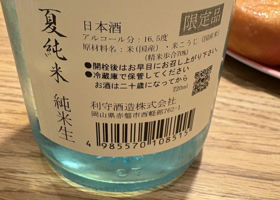 限定品
日本酒
アルコール分：16.5度
原材料名：米(国産)、米こうじ(国産米)
(精米歩合70%)
●開栓後はお早目にお召し上がり下さい
●冷蔵庫で保管してください
お酒は二十歳になってから
720ml
利守酒造株式会社
岡山県赤磐市西軽部762-1
4 985570 108515
夏純米 純米生